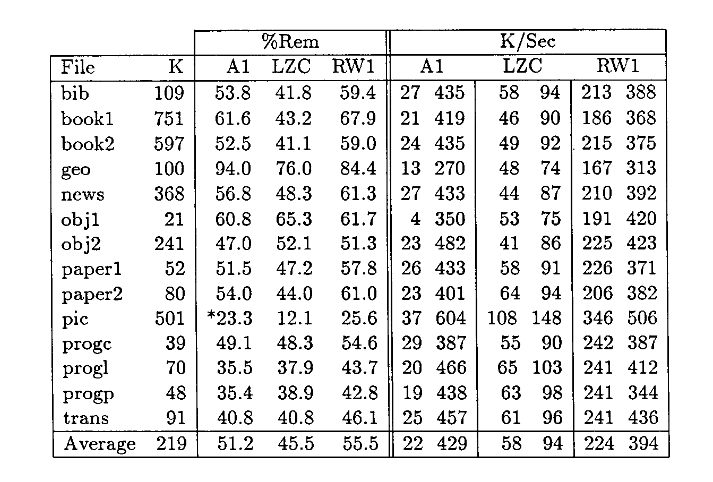 %Rem K/Sec
File K A1 LZC RW1 A1 LZC RW1
bib 109 53.8 41.8 59.4 27 435 58 94 213 388
book1 751 61.6 43.2 67.9 21 419 46 90 186 368
book2 597 52.5 41.1 59.0 24 435 49 92 215 375
geo 100 94.0 76.0 84.4 13 270 48 74 167 313
news 368 56.8 48.3 61.3 27 433 44 87 210 392
obj1 21 60.8 65.3 61.7 4 350 53 75 191 420
obj2 241 47.0 52.1 51.3 23 482 41 86 225 423
paper1 52 51.5 47.2 57.8 26 433 58 91 226 371
paper2 80 54.0 44.0 61.0 23 401 64 94 206 382
pic 501 *23.3 12.1 25.6 37 604 108 148 346 506
progc 39 49.1 48.3 54.6 29 387 55 90 242 387
progl 70 35.5 37.9 43.7 20 466 65 103 241 412
progp 48 35.4 38.9 42.8 19 438 63 98 241 344
trans 91 40.8 40.8 46.1 25 457 61 96 241 436
Average 219 51.2 45.5 55.5 22 429 58 94 224 394